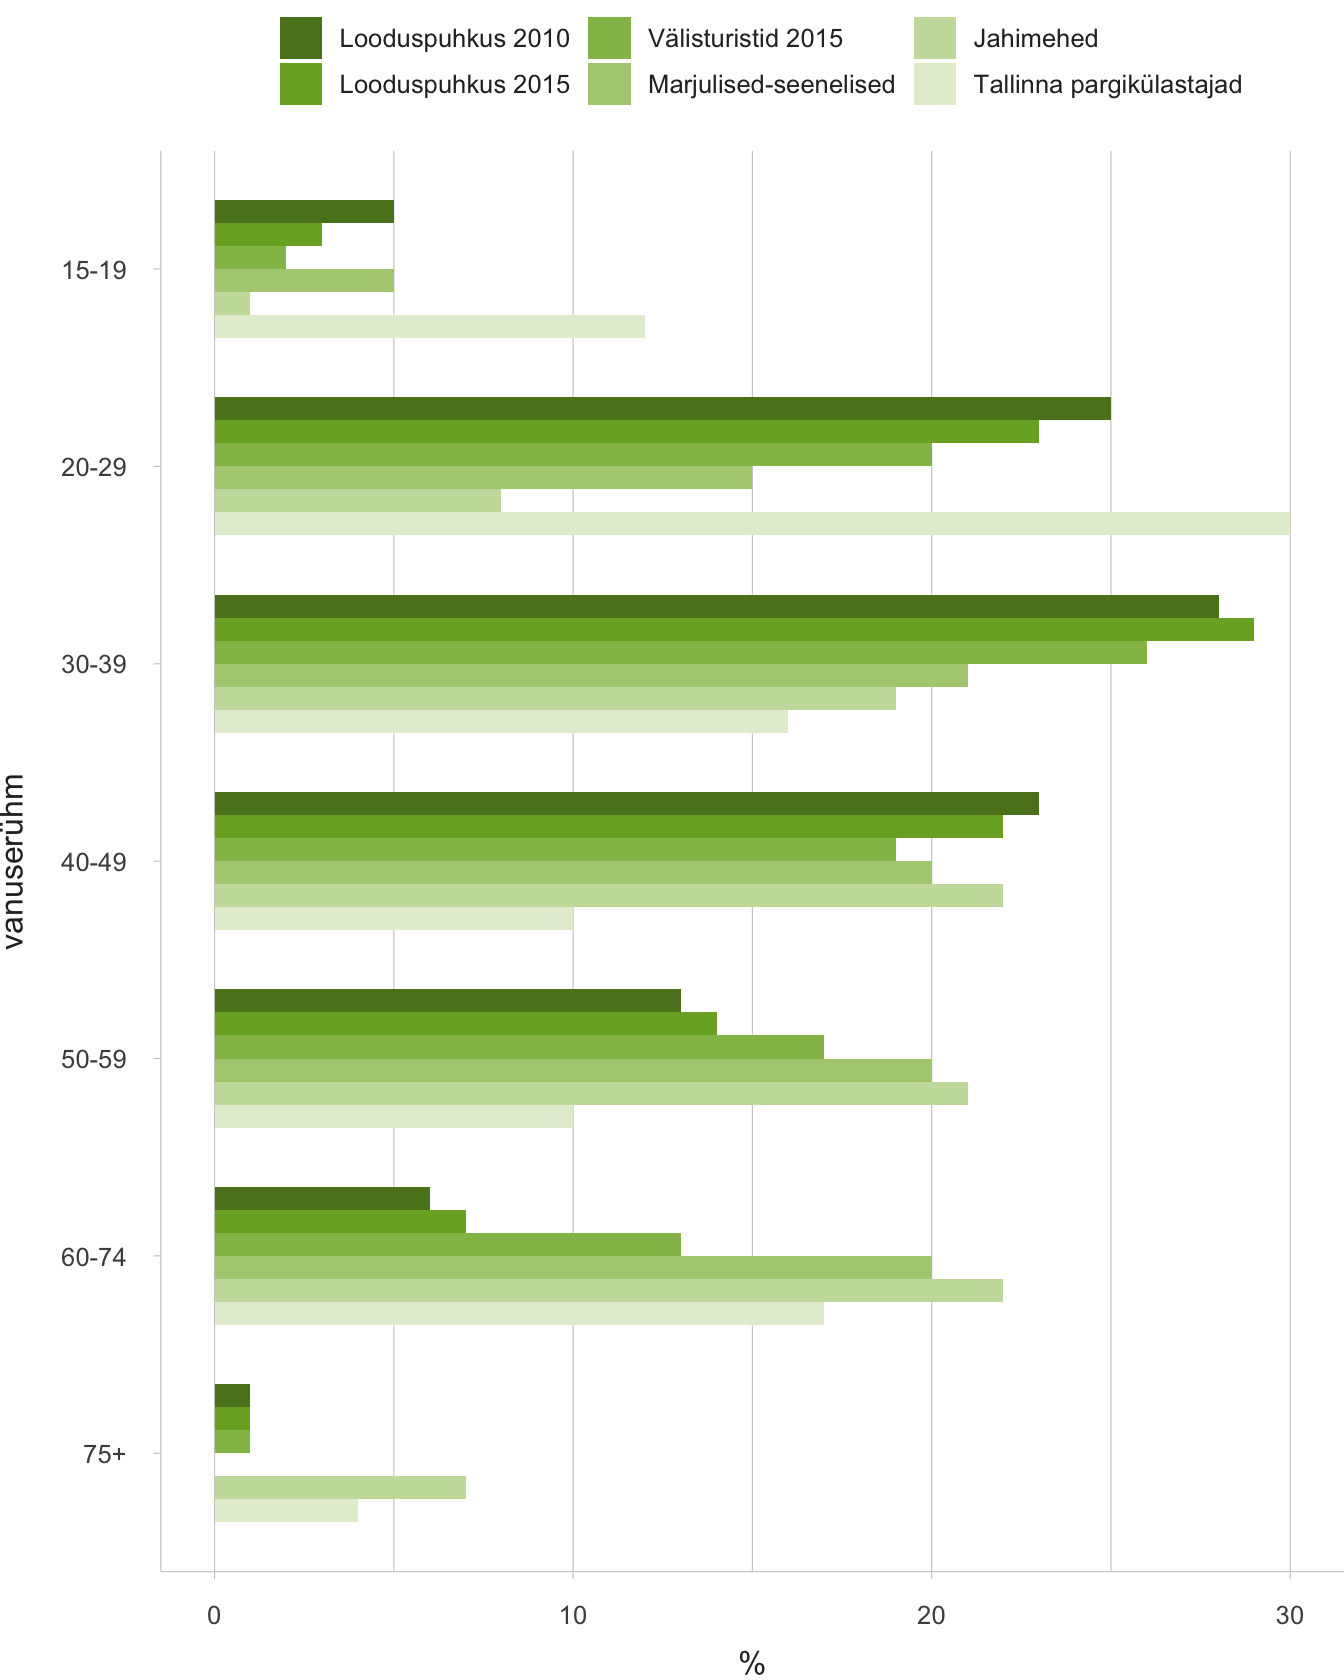 Looduspuhkus 2010
Välisturistid 2015
Jahimehed
Looduspuhkus 2015
Marjulised-seenelised
Tallinna pargikülastajad
15-19
20-29
30-39
40-49
50-59
60-74
75+
vanuserühm
0
10
20
30
%